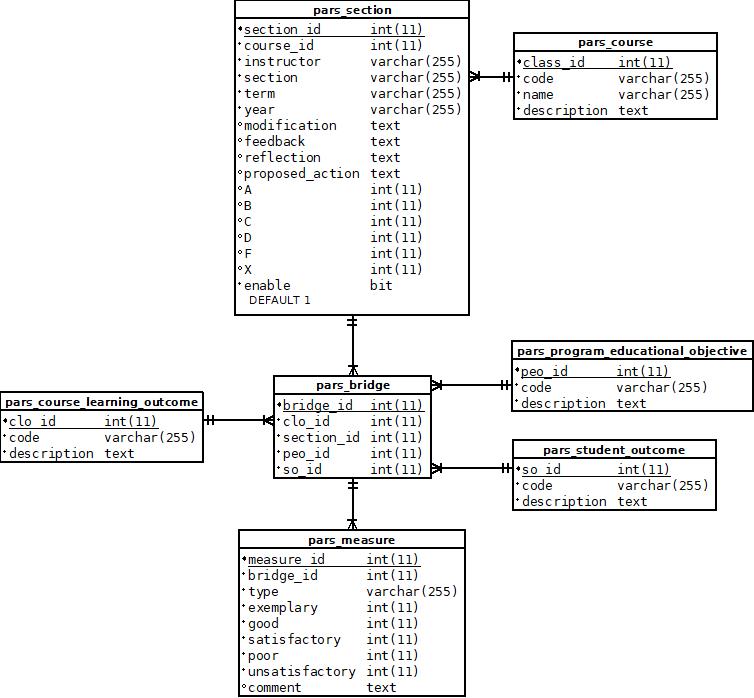 pars_section
section_id int(11)
course_id int(11)
instructor varchar(255)
section varchar(255)
term varchar(255)
year varchar(255)
modification text
feedback text
reflection text
proposed_action text
A int(11)
B int(11)
C int(11)
D int(11)
F int(11)
X int(11)
enable bit
DEFAULT 1
pars_course
class_id int(11)
code varchar(255)
name varchar(255)
description text
pars_program_educational_objective
peo_id int(11)
code varchar(255)
description text
pars_bridge
bridge_id int(11)
clo_id int(11)
section_id int(11)
peo_id int(11)
so_id int(11)
pars_course_learning_outcome
clo_id int(11)
code varchar(255)
description text
pars_student_outcome
so_id int(11)
code varchar(255)
description text
pars_measure
measure_id int(11)
bridge_id int(11)
type varchar(255)
exemplary int(11)
good int(11)
satisfactory int(11)
poor int(11)
unsatisfactory int(11)
comment text